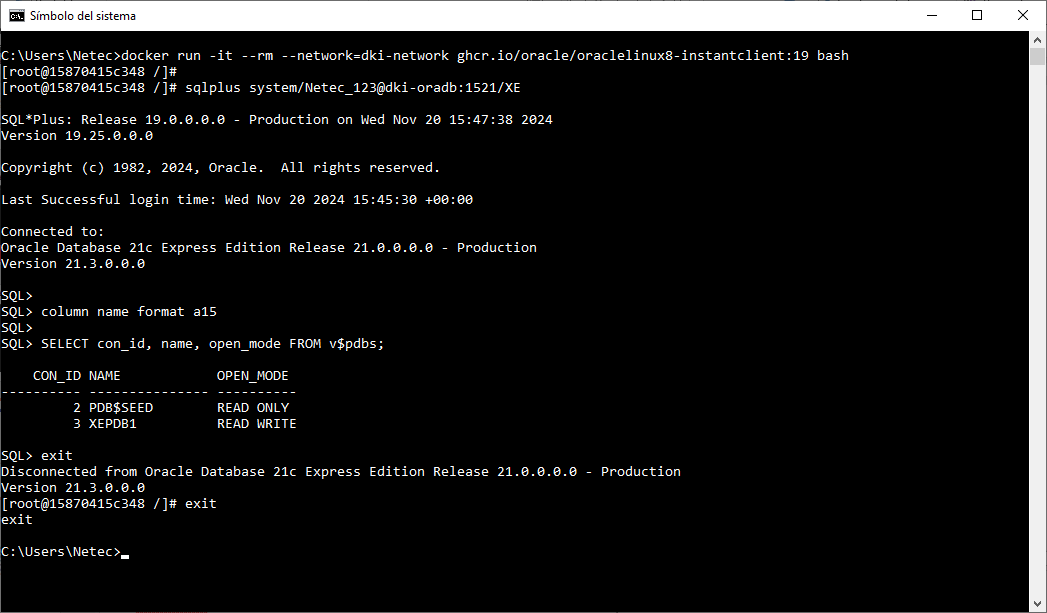 Símbolo del sistema
C:\Users\Netec>docker run -it --rm --network=dki-network ghcr.io/oracle/oraclelinux8-instantclient:19 bash
[root@15870415c348 /]#
[root@15870415c348 /]# sqlplus system/Netec_123@dki-oradb:1521/XE
SQL*Plus: Release 19.0.0.0.0 - Production on Wed Nov 20 15:47:38 2024
Version 19.25.0.0.0
Copyright (c) 1982, 2024, Oracle.  All rights reserved.
Last Successful login time: Wed Nov 20 2024 15:45:30 +00:00
Connected to:
Oracle Database 21c Express Edition Release 21.0.0.0.0 - Production
Version 21.3.0.0.0
SQL>
SQL> column name format a15
SQL>
SQL> SELECT con_id, name, open_mode FROM v$pdbs;
    CON_ID NAME            OPEN_MODE
---------- --------------- ----------
         2 PDB$SEED        READ ONLY
         3 XEPDB1          READ WRITE
SQL> exit
Disconnected from Oracle Database 21c Express Edition Release 21.0.0.0.0 - Production
Version 21.3.0.0.0
[root@15870415c348 /]# exit
exit
C:\Users\Netec>